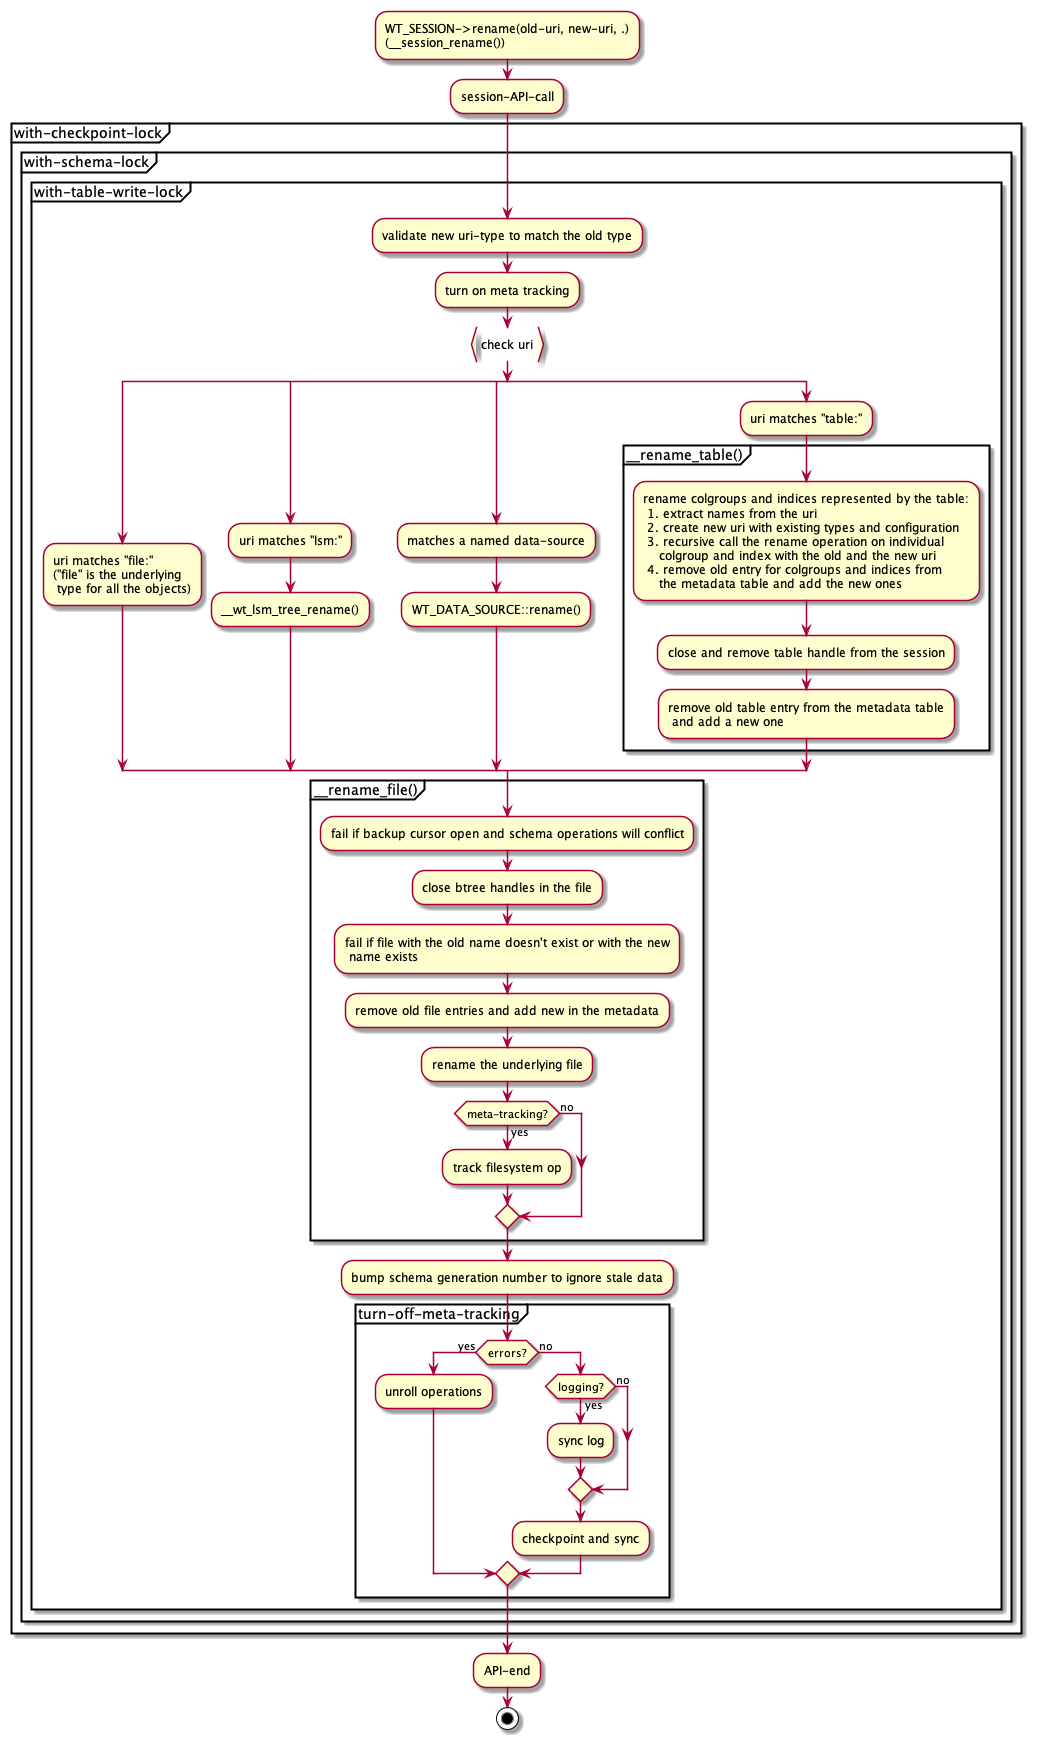 WT_SESSION->rename(old-uri, new-uri, .)
(__session_rename())
session-API-call
with-checkpoint-lock
with-schema-lock
with-table-write-lock
validate new uri-type to match the old type
turn on meta tracking
check uri
uri matches "file:"
("file" is the underlying
type for all the objects)
uri matches "lsm:"
__wt_lsm_tree_rename()
matches a named data-source
WT_DATA_SOURCE::rename()
uri matches "table:"
__rename_table()
rename colgroups and indices represented by the table:
1. extract names from the uri
2. create new uri with existing types and configuration
3. recursive call the rename operation on individual
colgroup and index with the old and the new uri
4. remove old entry for colgroups and indices from
the metadata table and add the new ones
close and remove table handle from the session
remove old table entry from the metadata table
and add a new one
__rename_file()
fail if backup cursor open and schema operations will conflict
close btree handles in the file
fail if file with the old name doesn't exist or with the new
name exists
remove old file entries and add new in the metadata
rename the underlying file
meta-tracking?
no
yes
track filesystem op
bump schema generation number to ignore stale data
turn-off-meta-tracking
yes
errors?
no
unroll operations
logging?
no
yes
sync log
checkpoint and sync
API-end